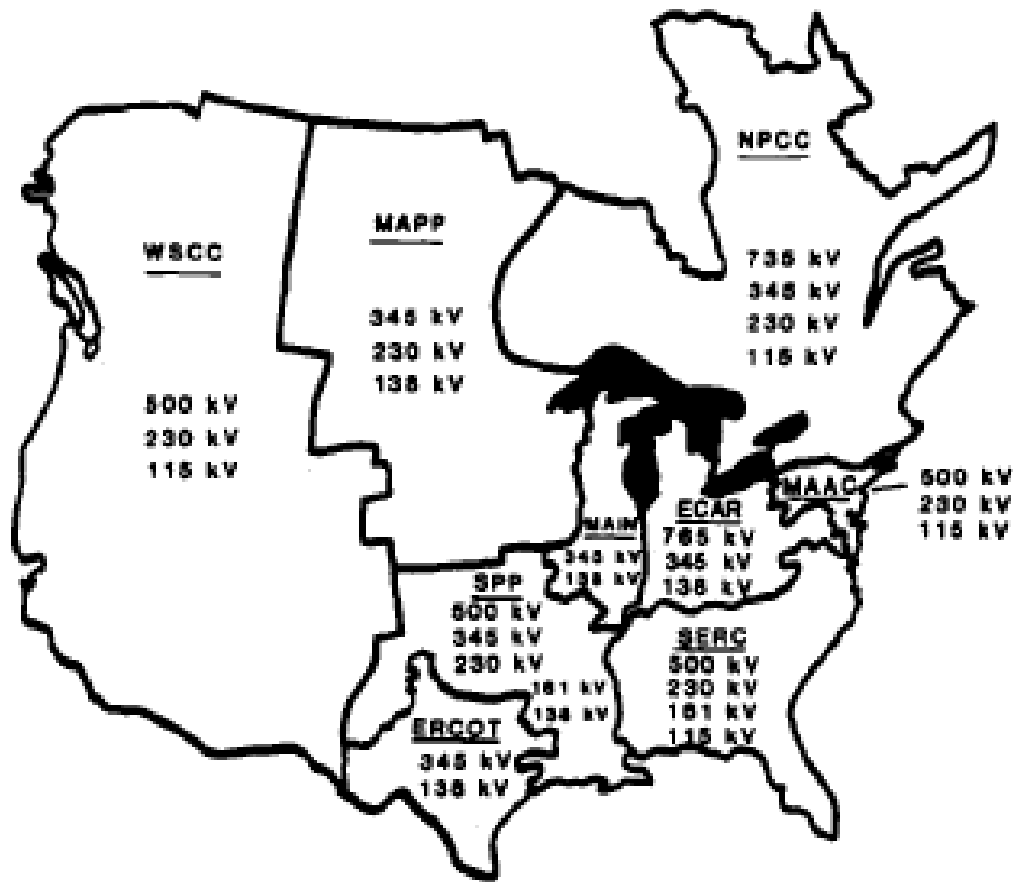 NPCC
735 kV
345 kV
230 kV
115 kV
MAPP
345 kV
230 kV
138 kV
WSCC
500 kV
230 kV
115 kV
MAAC
500 kV
230 kV
115 kV
ECAR
765 kV
345 kV
138 kV
MAIN
345 kV
138 kV
SPP
500 kV
345 kV
230 kV
161 kV
138 kV
SERC
500 kV
230 kV
161 kV
115 kV
ERCOT
345 kV
138 kV